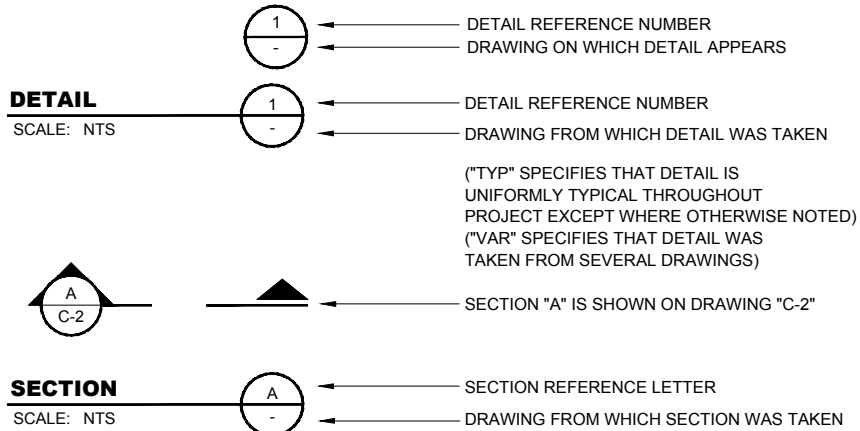 1 DETAIL REFERENCE NUMBER
- DRAWING ON WHICH DETAIL APPEARS
DETAIL 1 DETAIL REFERENCE NUMBER
SCALE: NTS - DRAWING FROM WHICH DETAIL WAS TAKEN
("TYP" SPECIFIES THAT DETAIL IS
UNIFORMLY TYPICAL THROUGHOUT
PROJECT EXCEPT WHERE OTHERWISE NOTED)
("VAR" SPECIFIES THAT DETAIL WAS
TAKEN FROM SEVERAL DRAWINGS)
A
C-2 SECTION "A" IS SHOWN ON DRAWING "C-2"
SECTION A SECTION REFERENCE LETTER
SCALE: NTS - DRAWING FROM WHICH SECTION WAS TAKEN